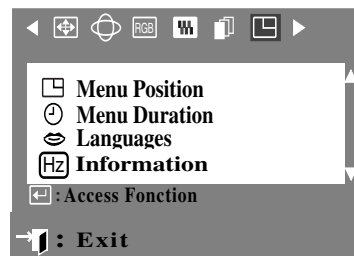 RGB
Menu Position
Menu Duration
Languages
Hz Information
: Access Fonction
: Exit